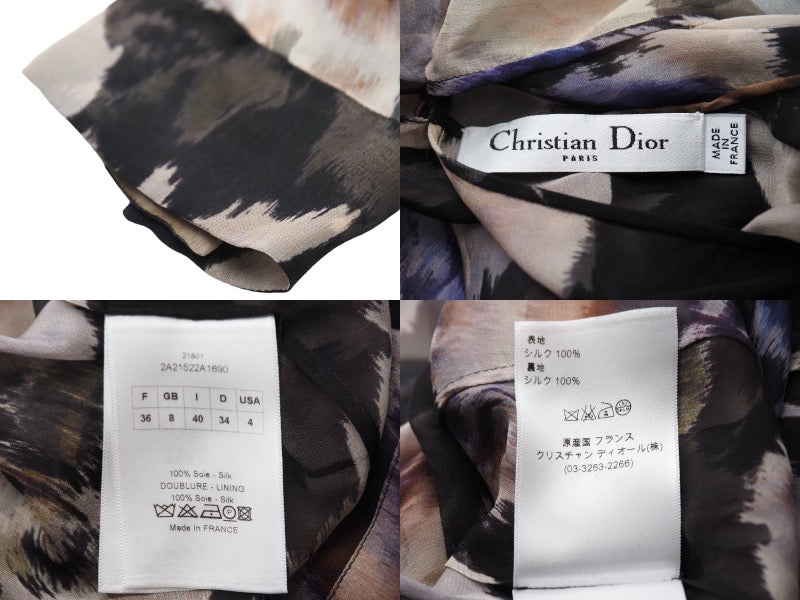 Christian Dior
PARIS
MADE
IN
FRANCE
21S01
2A21522A1690
F GB I D USA
36 8 40 34 4
100% Soie - Silk
DOUBLURE - LINING
100% Soie - Silk
Made in FRANCE
表地
シルク 100%
裏地
シルク 100%
原産国 フランス
クリスチャン ディオール(株)
(03-3263-2266)